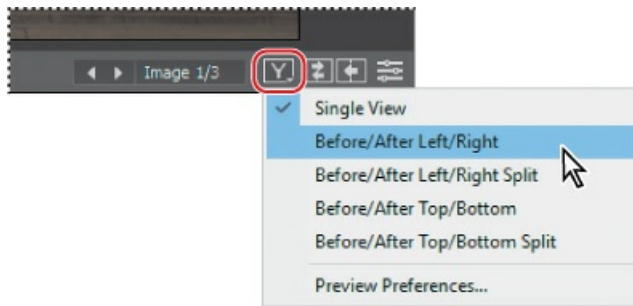 Image 1/3
Y
Single View
Before/After Left/Right
Before/After Left/Right Split
Before/After Top/Bottom
Before/After Top/Bottom Split
Preview Preferences...